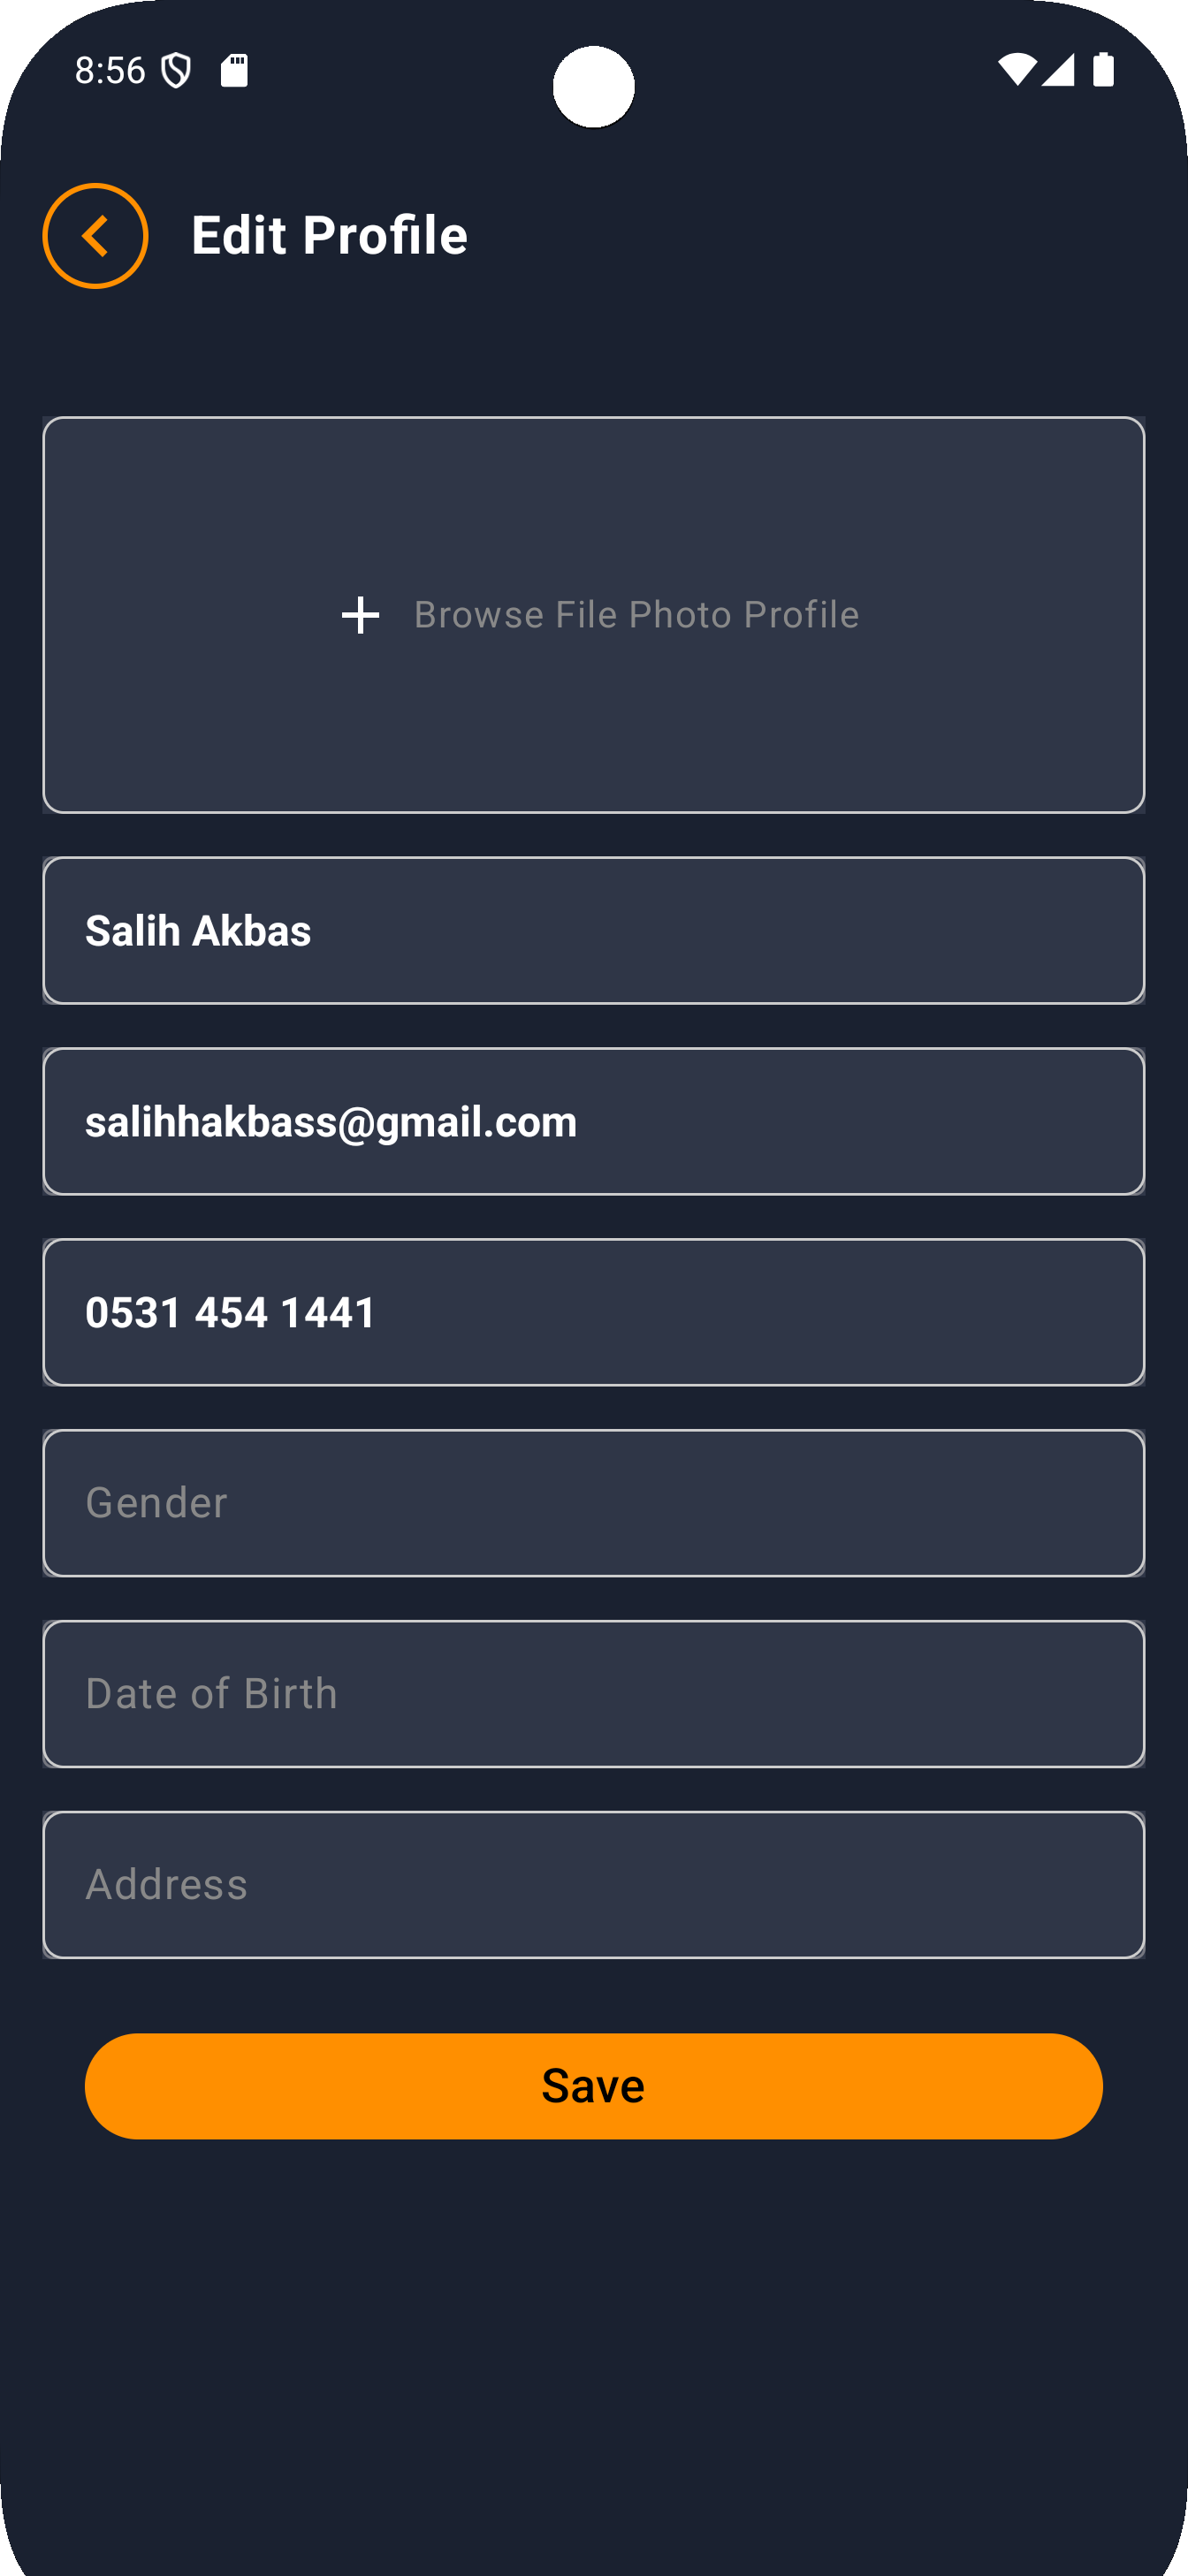 8:56
Edit Profile
Browse File Photo Profile
Salih Akbas
salihhakbass@gmail.com
0531 454 1441
Gender
Date of Birth
Address
Save